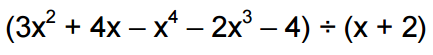 (3x² + 4x – x⁴ – 2x³ – 4) ÷ (x + 2)